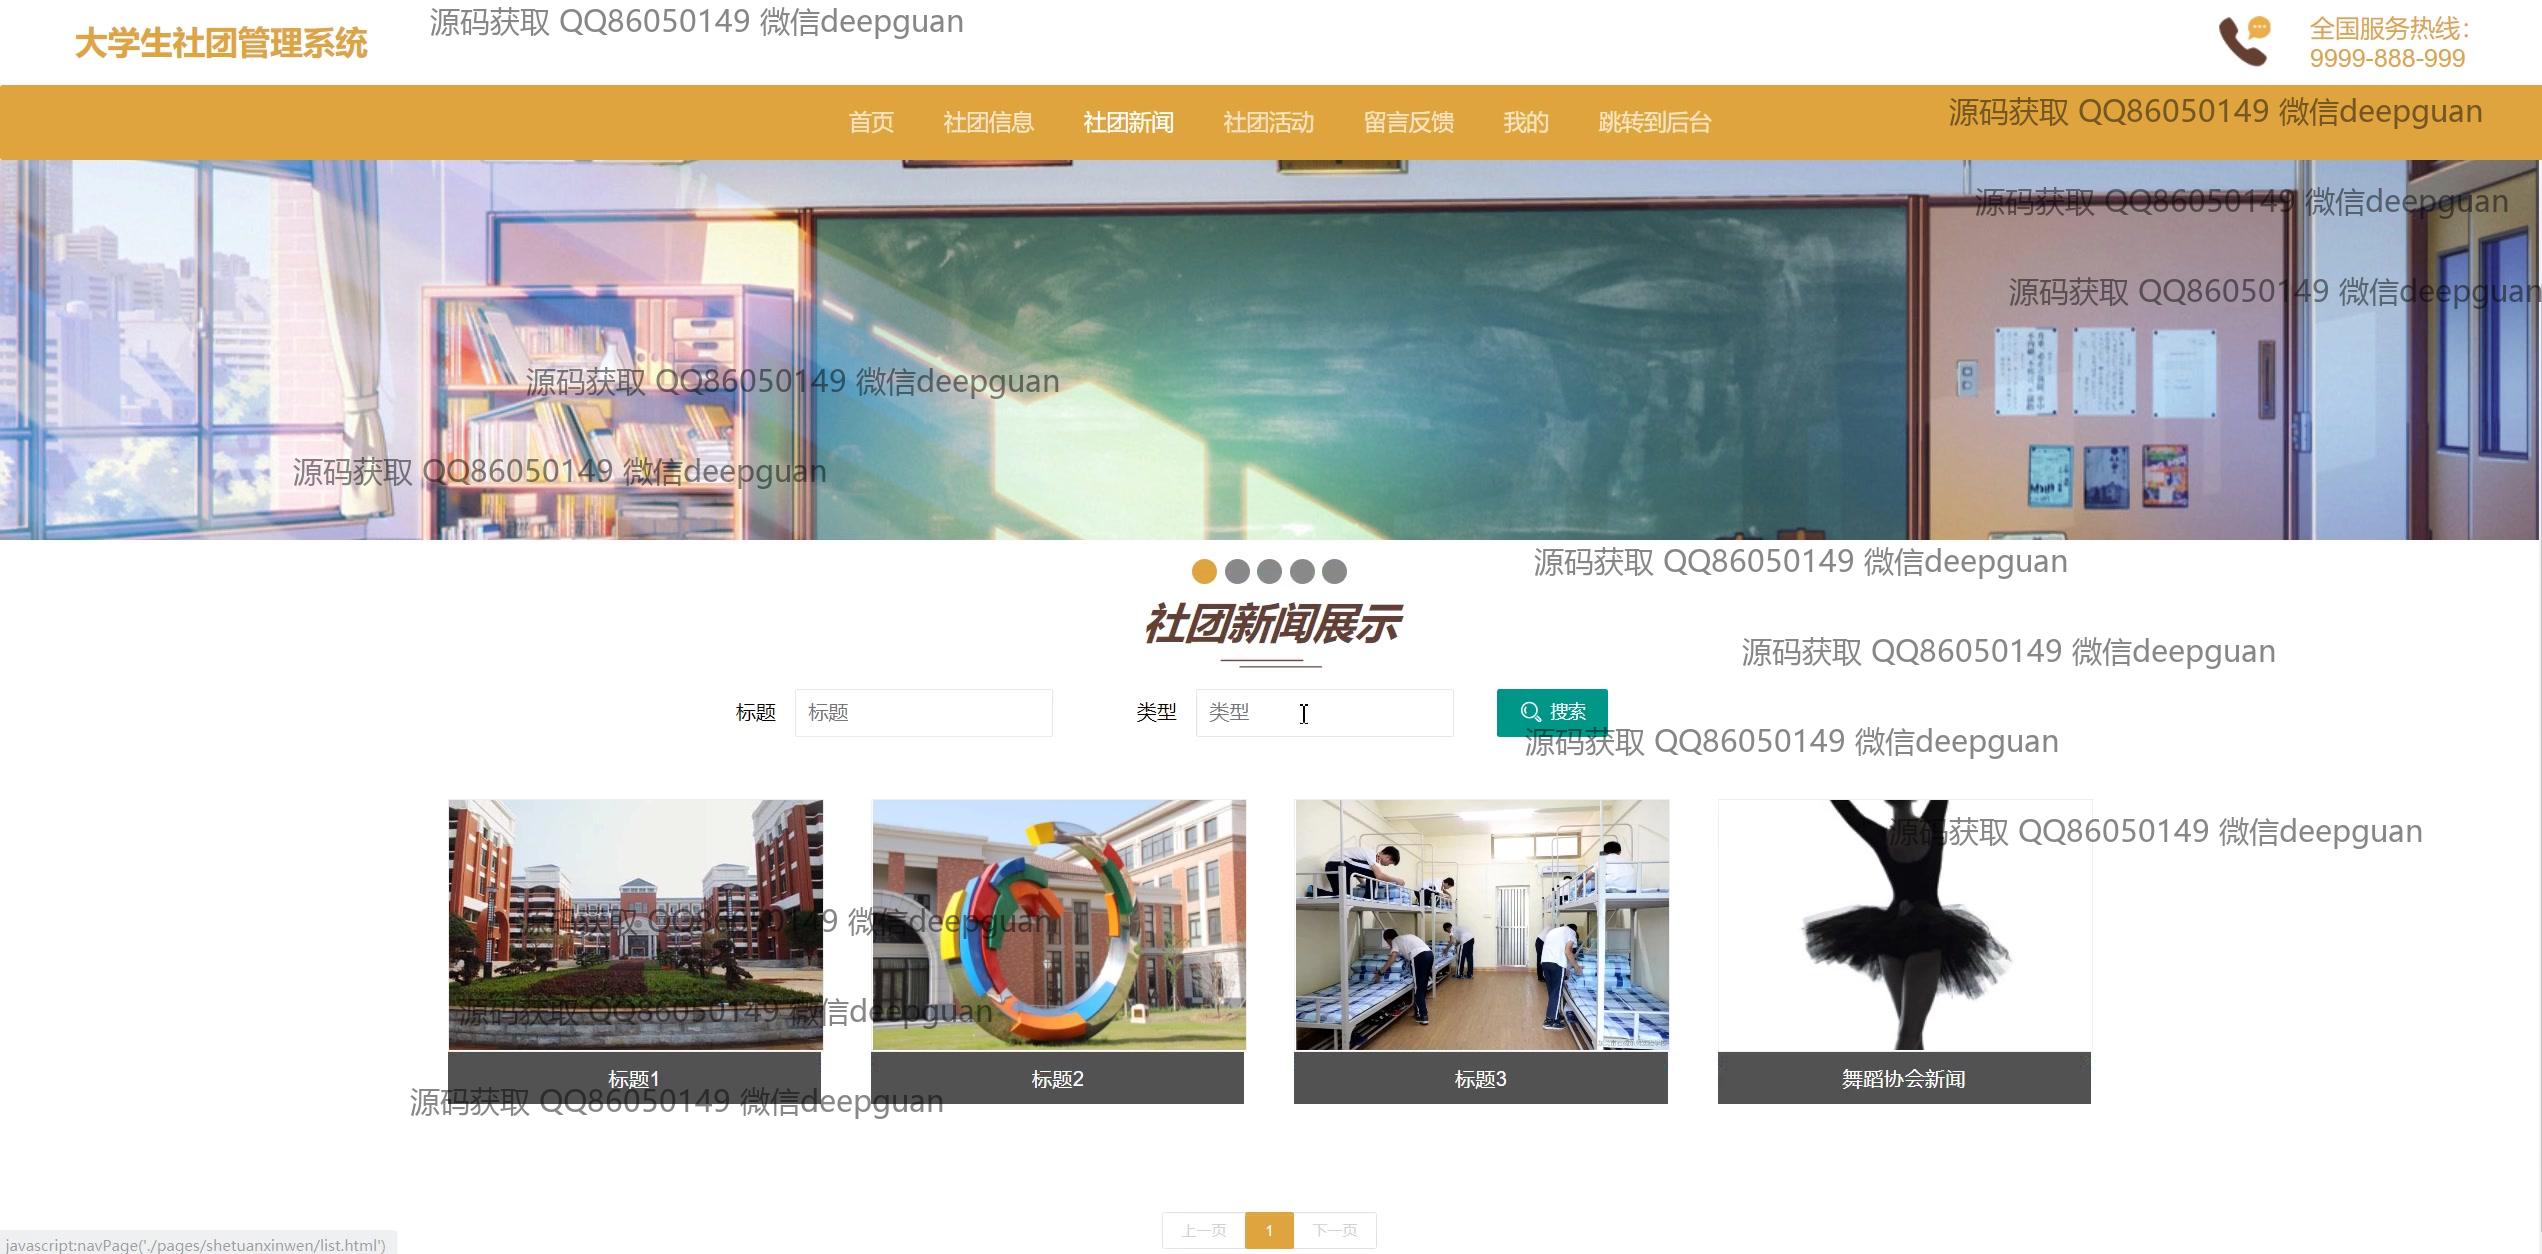 大学生社团管理系统
源码获取 QQ86050149 微信deepguan
全国服务热线：
9999-888-999
首页 社团信息 社团新闻 社团活动 留言反馈 我的 跳转到后台
源码获取 QQ86050149 微信deepguan
源码获取 QQ86050149 微信deepguan
源码获取 QQ86050149 微信deepguan
源码获取 QQ86050149 微信deepguan
源码获取 QQ86050149 微信deepguan
源码获取 QQ86050149 微信deepguan
社团新闻展示
源码获取 QQ86050149 微信deepguan
标题 标题 类型 类型 搜索
源码获取 QQ86050149 微信deepguan
源码获取 QQ86050149 微信deepguan
源码获取 QQ86050149 微信deepguan
源码获取 QQ86050149 微信deepguan
标题1 标题2 标题3 舞蹈协会新闻
源码获取 QQ86050149 微信deepguan
上一页 1 下一页
javascript:navPage('./pages/shetuanxinwen/list.html')